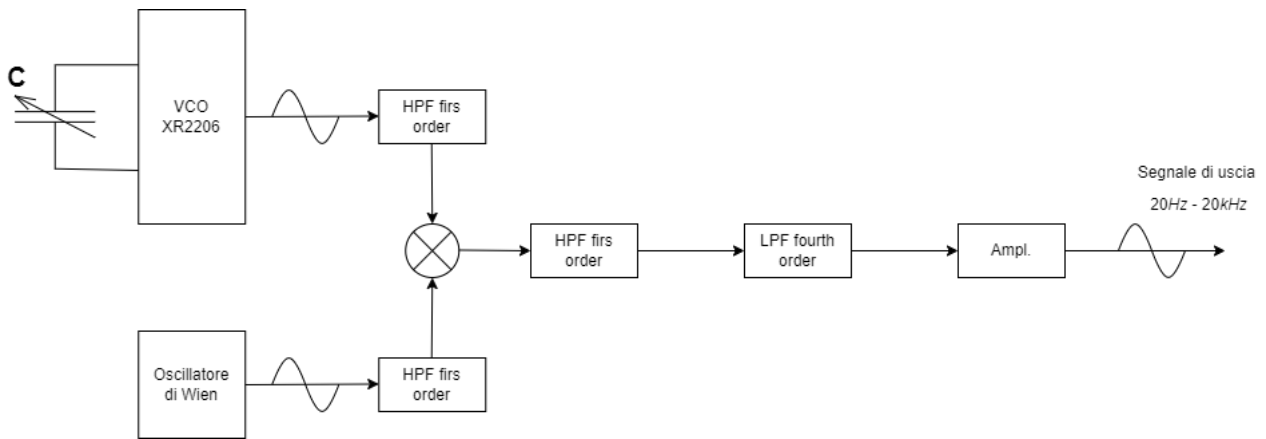 C
VCO
XR2206
HPF firs
order
Segnale di uscia
20Hz - 20kHz
HPF firs
order
LPF fourth
order
Ampl.
Oscillatore
di Wien
HPF firs
order